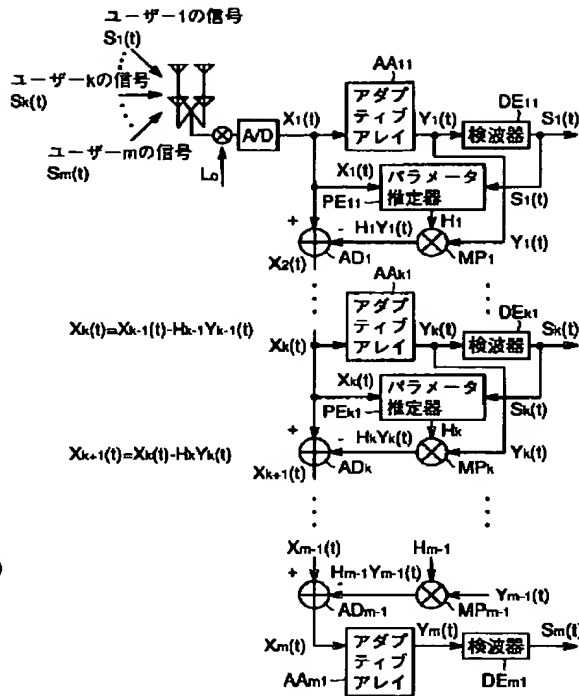 ユーザー1の信号
S1(t)
ユーザーkの信号
Sk(t)
ユーザーmの信号
Sm(t)
Lo
A/D
X1(t)
AA11
アダプ
ティブ
アレイ
Y1(t)
DE11
検波器
S1(t)
X1(t)
パラメータ
推定器
PE11
S1(t)
H1
+
-
H1Y1(t)
Y1(t)
AD1
MP1
X2(t)
AAk1
Xk(t)=Xk-1(t)-Hk-1Yk-1(t)
Xk(t)
アダプ
ティブ
アレイ
Yk(t)
DEk1
検波器
Sk(t)
Xk(t)
パラメータ
推定器
PEk1
Sk(t)
Hk
+
-
HkYk(t)
Yk(t)
Xk+1(t)=Xk(t)-HkYk(t)
ADk
MPk
Xk+1(t)
Xm-1(t)
Hm-1
+
-
Hm-1Ym-1(t)
Ym-1(t)
ADm-1
MPm-1
Xm(t)
アダプ
ティブ
アレイ
Ym(t)
検波器
Sm(t)
AAm1
DEm1
)